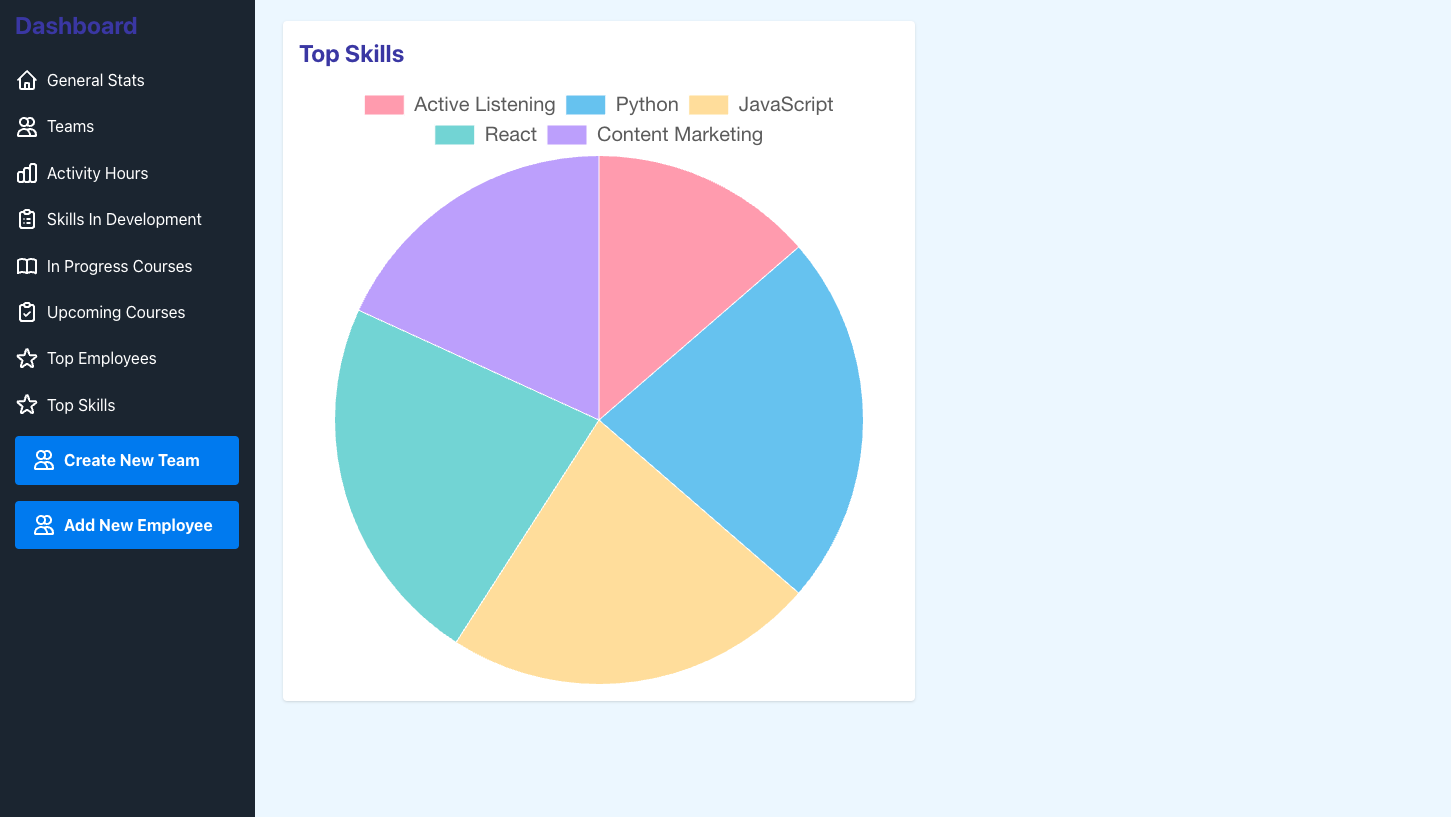 Dashboard
General Stats
Teams
Activity Hours
Skills In Development
In Progress Courses
Upcoming Courses
Top Employees
Top Skills
Create New Team
Add New Employee
Top Skills
Active Listening Python JavaScript
React Content Marketing